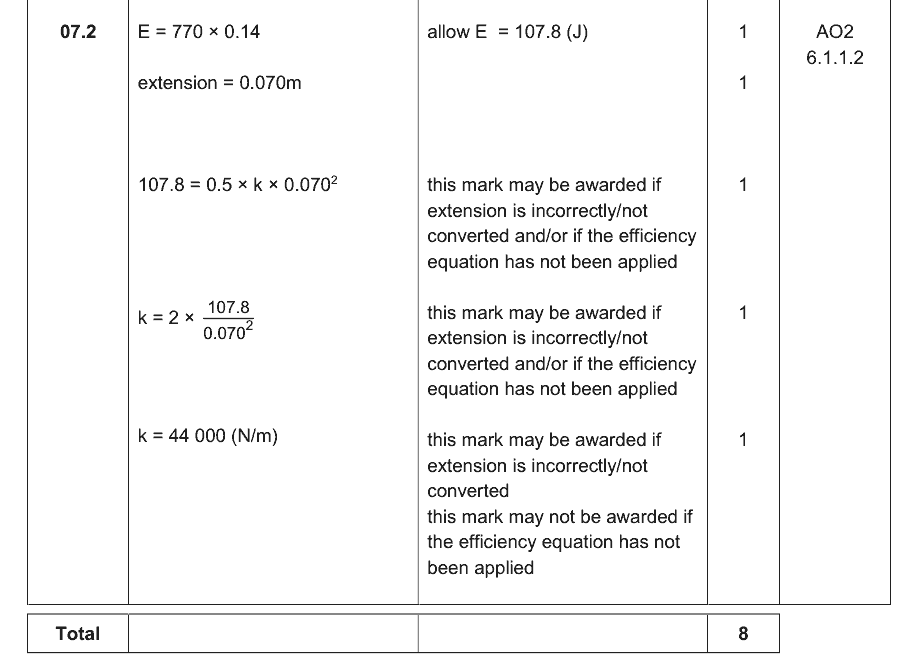 07.2 E = 770 × 0.14 allow E = 107.8 (J) 1 AO2
6.1.1.2
extension = 0.070m 1
107.8 = 0.5 × k × 0.070² this mark may be awarded if 1
extension is incorrectly/not
converted and/or if the efficiency
equation has not been applied
k = 2 × 107.8/0.070² this mark may be awarded if 1
extension is incorrectly/not
converted and/or if the efficiency
equation has not been applied
k = 44 000 (N/m) this mark may be awarded if 1
extension is incorrectly/not
converted
this mark may not be awarded if
the efficiency equation has not
been applied
Total 8